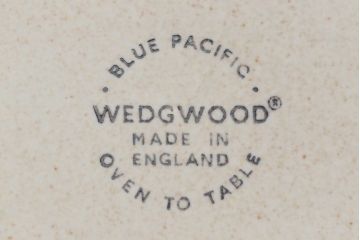 • BLUE PACIFIC •
WEDGWOOD®
MADE IN
ENGLAND
OVEN TO TABLE